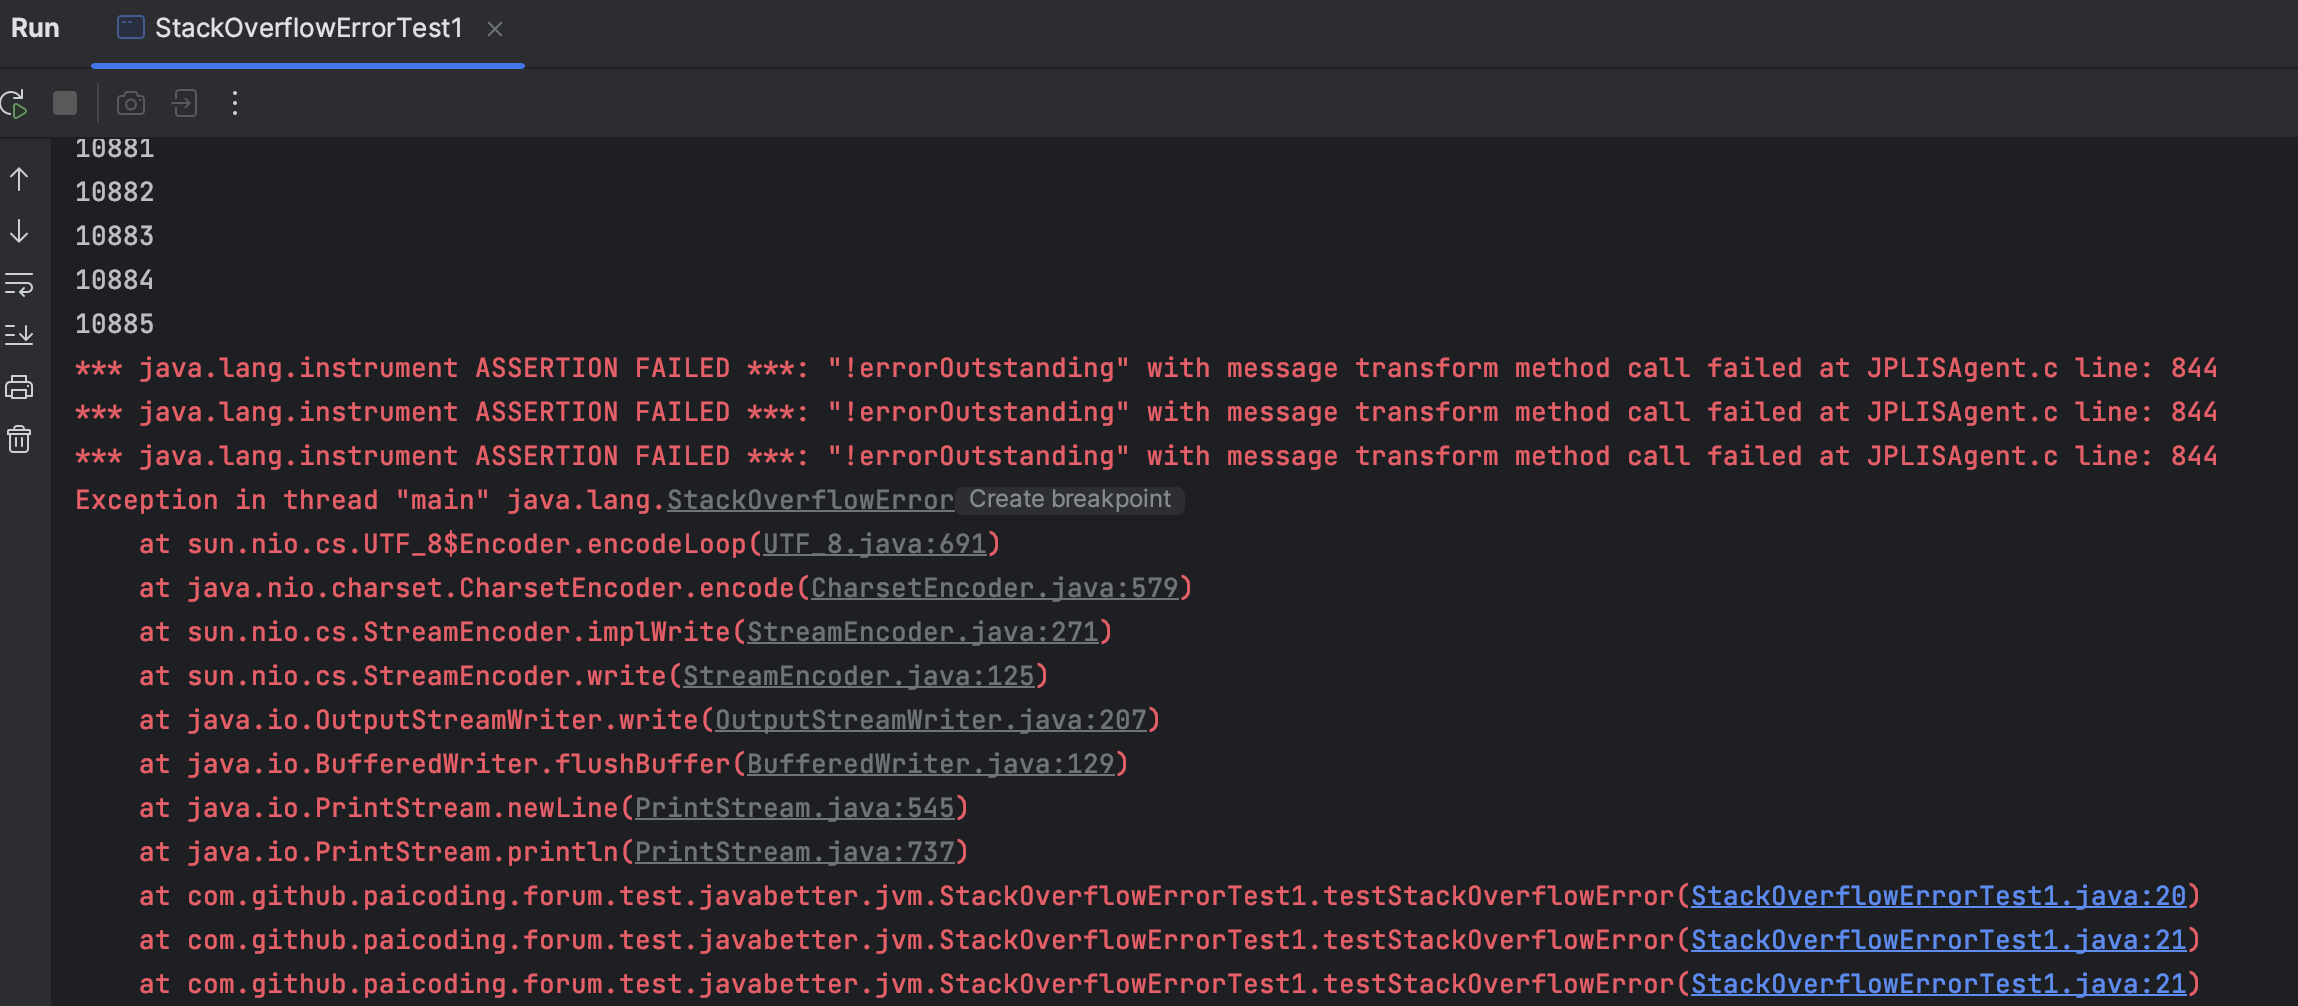 Run StackOverflowErrorTest1
10881
10882
10883
10884
10885
*** java.lang.instrument ASSERTION FAILED ***: "!errorOutstanding" with message transform method call failed at JPLISAgent.c line: 844
*** java.lang.instrument ASSERTION FAILED ***: "!errorOutstanding" with message transform method call failed at JPLISAgent.c line: 844
*** java.lang.instrument ASSERTION FAILED ***: "!errorOutstanding" with message transform method call failed at JPLISAgent.c line: 844
Exception in thread "main" java.lang.StackOverflowError Create breakpoint
at sun.nio.cs.UTF_8$Encoder.encodeLoop(UTF_8.java:691)
at java.nio.charset.CharsetEncoder.encode(CharsetEncoder.java:579)
at sun.nio.cs.StreamEncoder.implWrite(StreamEncoder.java:271)
at sun.nio.cs.StreamEncoder.write(StreamEncoder.java:125)
at java.io.OutputStreamWriter.write(OutputStreamWriter.java:207)
at java.io.BufferedWriter.flushBuffer(BufferedWriter.java:129)
at java.io.PrintStream.newLine(PrintStream.java:545)
at java.io.PrintStream.println(PrintStream.java:737)
at com.github.paicoding.forum.test.javabetter.jvm.StackOverflowErrorTest1.testStackOverflowError(StackOverflowErrorTest1.java:20)
at com.github.paicoding.forum.test.javabetter.jvm.StackOverflowErrorTest1.testStackOverflowError(StackOverflowErrorTest1.java:21)
at com.github.paicoding.forum.test.javabetter.jvm.StackOverflowErrorTest1.testStackOverflowError(StackOverflowErrorTest1.java:21)